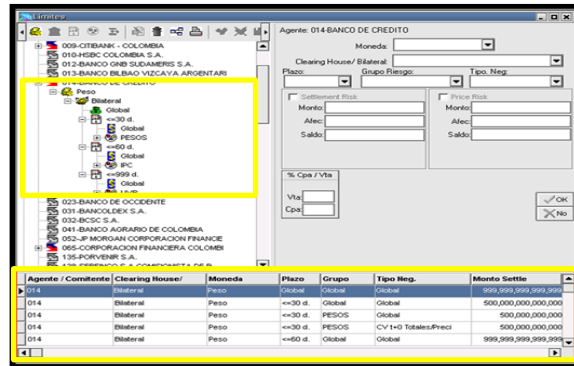 Limites
009-CITIBANK - COLOMBIA
010-HSBC COLOMBIA S.A.
012-BANCO GNB SUDAMERIS S.A.
013-BANCO BILBAO VIZCAYA ARGENTARI
014-BANCO DE CREDITO
Peso
Bilateral
Global
<=30 d.
Global
PESOS
<=60 d.
Global
IPC
<=999 d.
Global
UVR
023-BANCO DE OCCIDENTE
031-BANCOLDEX S.A.
032-BCSC S.A.
041-BANCO AGRARIO DE COLOMBIA
052-JP MORGAN CORPORACION FINANCIE
065-CORPORACION FINANCIERA COLOMBI
135-PORVENIR S.A.
Agente: 014-BANCO DE CREDITO
Moneda:
Clearing House/ Bilateral:
Plazo: Grupo Riesgo: Tipo. Neg:
Settlement Risk Price Risk
Monto: Monto:
Afec: Afec:
Saldo: Saldo:
% Cpa / Vta
Vta:
Cpa:
OK
No
Agente / Comitente Clearing House/ Moneda Plazo Grupo Tipo Neg. Monto Settle
014 Bilateral Peso Global Global Global 999,999,999,999,999
014 Bilateral Peso <=30 d. Global Global 500,000,000,000,000
014 Bilateral Peso <=30 d. PESOS Global 500,000,000,000
014 Bilateral Peso <=30 d. PESOS CV t+0 Totales/Preci 500,000,000,000
014 Bilateral Peso <=60 d. Global Global 999,999,999,999,999